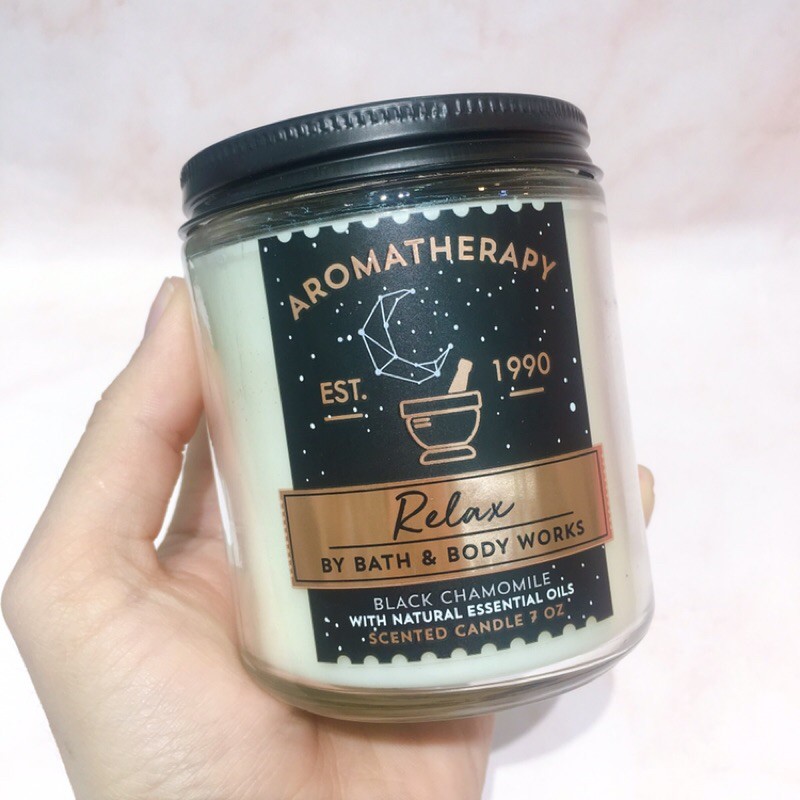 AROMATHERAPY
EST. 1990
Relax
BY BATH & BODY WORKS
BLACK CHAMOMILE
WITH NATURAL ESSENTIAL OILS
SCENTED CANDLE 7 OZ